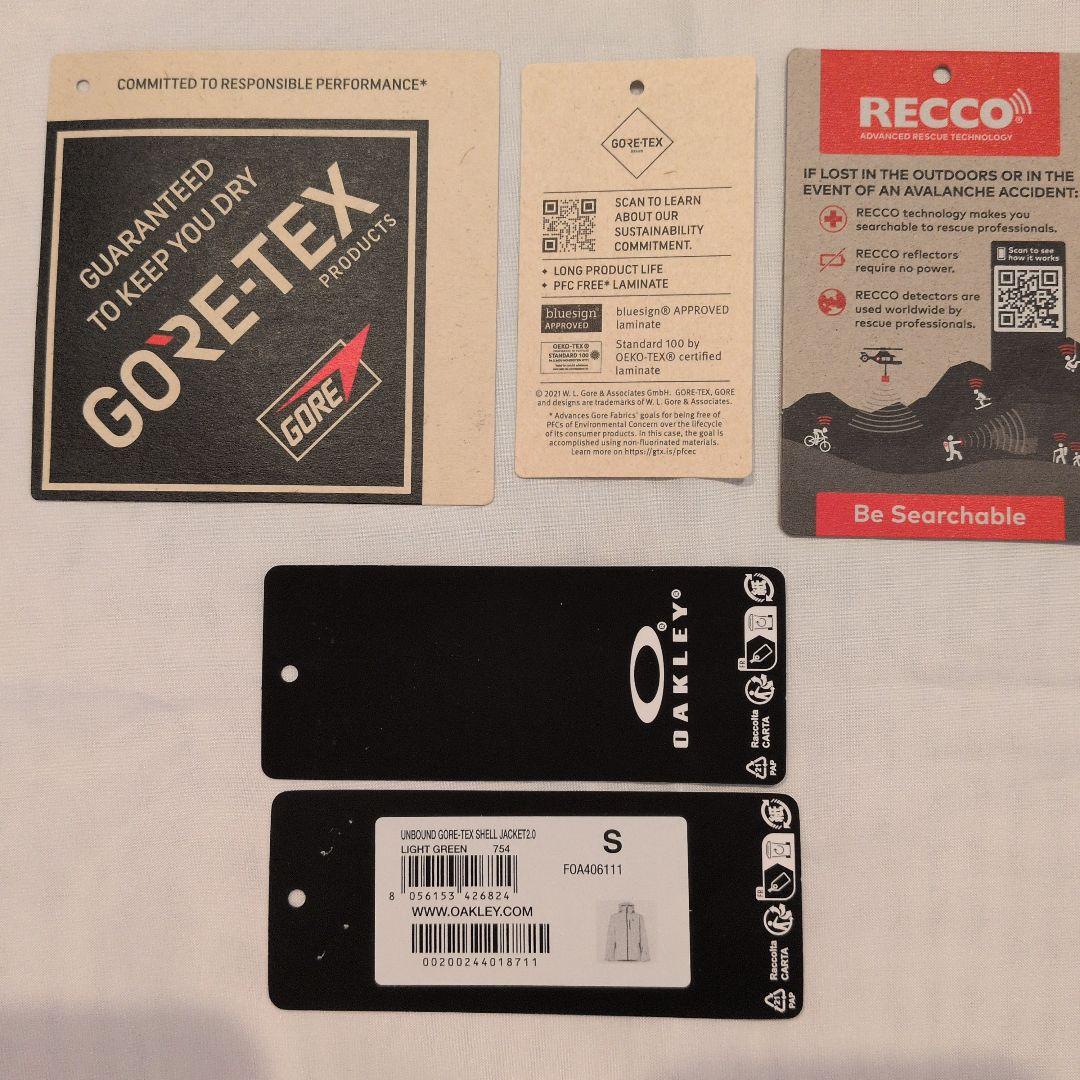 COMMITTED TO RESPONSIBLE PERFORMANCE*
GUARANTEED
TO KEEP YOU DRY
GORE-TEX
PRODUCTS
GORE
GORE-TEX
BRAND
SCAN TO LEARN
ABOUT OUR
SUSTAINABILITY
COMMITMENT.
LONG PRODUCT LIFE
PFC FREE* LAMINATE
bluesign®
APPROVED
bluesign® APPROVED
laminate
OEKO-TEX®
STANDARD 100
Standard 100 by
OEKO-TEX® certified
laminate
© 2021 W. L. Gore & Associates GmbH. GORE-TEX, GORE
and designs are trademarks of W. L. Gore & Associates.
* Advances Gore Fabrics' goals for being free of
PFCs of Environmental Concern over the lifecycle
of its consumer products. In this case, the goal is
accomplished using non-fluorinated materials.
Learn more on https://gtx.is/pfcec
RECCO®
ADVANCED RESCUE TECHNOLOGY
IF LOST IN THE OUTDOORS OR IN THE
EVENT OF AN AVALANCHE ACCIDENT:
RECCO technology makes you
searchable to rescue professionals.
RECCO reflectors
require no power.
RECCO detectors are
used worldwide by
rescue professionals.
Scan to see
how it works
Be Searchable
OAKLEY®
®
紙
FR
Raccolta
CARTA
21
PAP
UNBOUND GORE-TEX SHELL JACKET2.0
LIGHT GREEN 754
S
FOA406111
8 056153 426824
WWW.OAKLEY.COM
00200244018711
紙
FR
Raccolta
CARTA
21
PAP